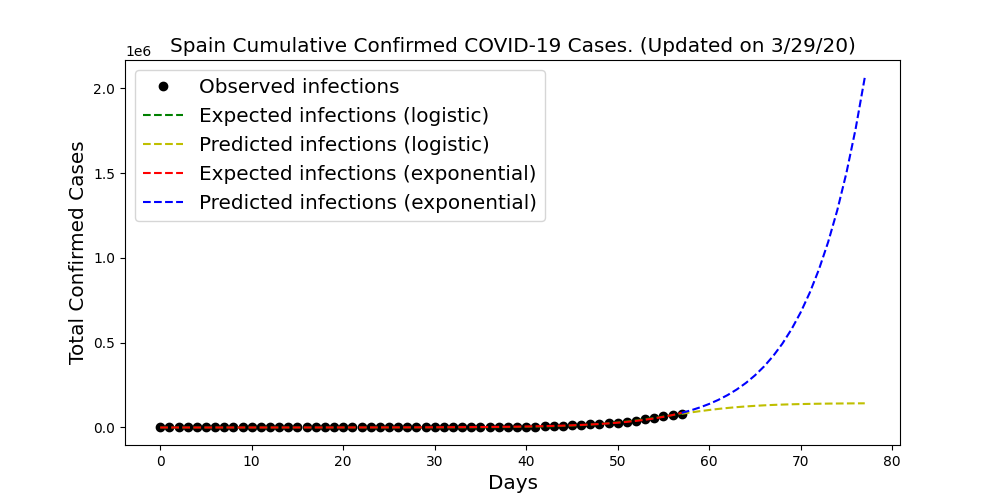 Spain Cumulative Confirmed COVID-19 Cases. (Updated on 3/29/20)
1e6
Observed infections
Expected infections (logistic)
Predicted infections (logistic)
Expected infections (exponential)
Predicted infections (exponential)
Total Confirmed Cases
2.0
1.5
1.0
0.5
0.0
0 10 20 30 40 50 60 70 80
Days